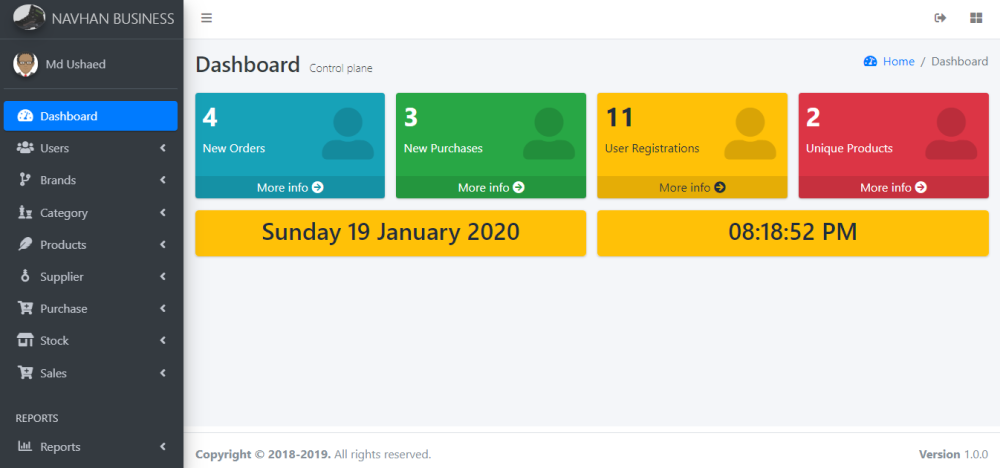 NAVHAN BUSINESS
Md Ushaed
Dashboard
Users
Brands
Category
Products
Supplier
Purchase
Stock
Sales
REPORTS
Reports
Dashboard Control plane
Home / Dashboard
4
New Orders
More info
3
New Purchases
More info
11
User Registrations
More info
2
Unique Products
More info
Sunday 19 January 2020
08:18:52 PM
Copyright © 2018-2019. All rights reserved.
Version 1.0.0